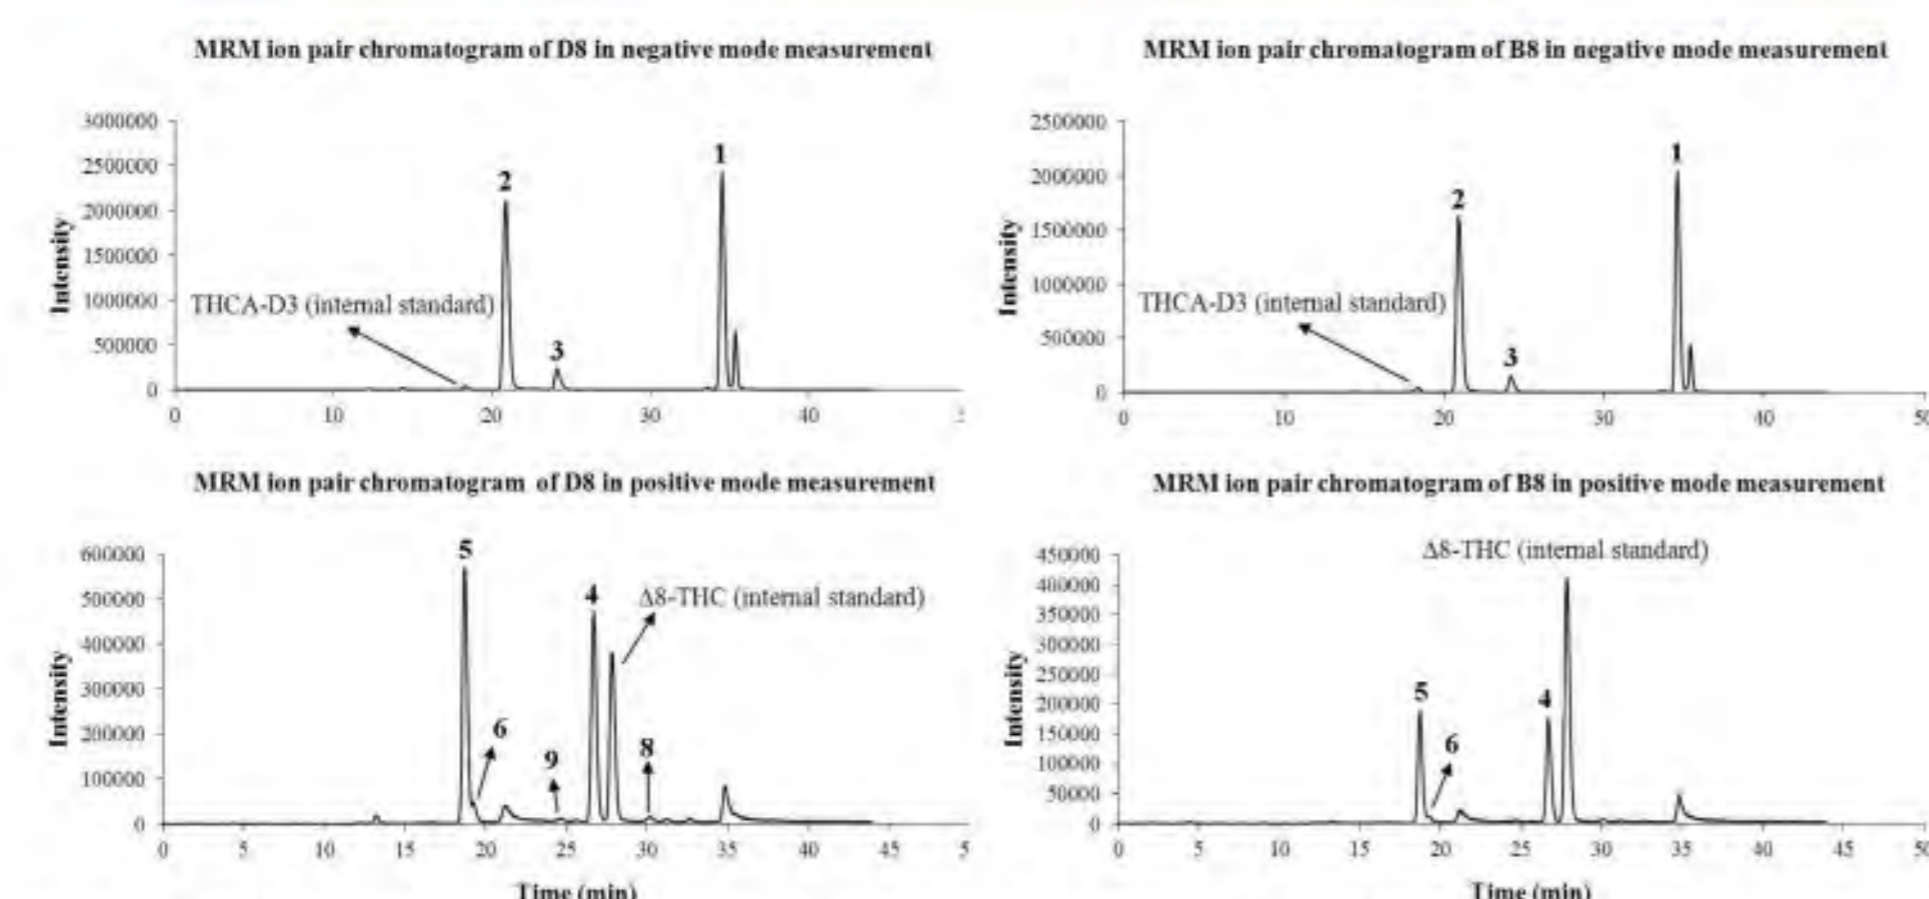 MRM ion pair chromatogram of D8 in negative mode measurement
Intensity
3000000
2500000
2000000
1500000
1000000
500000
0
0 10 20 30 40
THCA-D3 (internal standard)
2
3
1
MRM ion pair chromatogram of B8 in negative mode measurement
Intensity
2500000
2000000
1500000
1000000
500000
0
0 10 20 30 40 50
THCA-D3 (internal standard)
2
3
1
MRM ion pair chromatogram of D8 in positive mode measurement
Intensity
600000
500000
400000
300000
200000
100000
0
0 5 10 15 20 25 30 35 40 45 5
5
6
9
4
Δ8-THC (internal standard)
8
Time (min)
MRM ion pair chromatogram of B8 in positive mode measurement
Intensity
450000
400000
350000
300000
250000
200000
150000
100000
50000
0
0 5 10 15 20 25 30 35 40 45 50
Δ8-THC (internal standard)
5
6
4
Time (min)